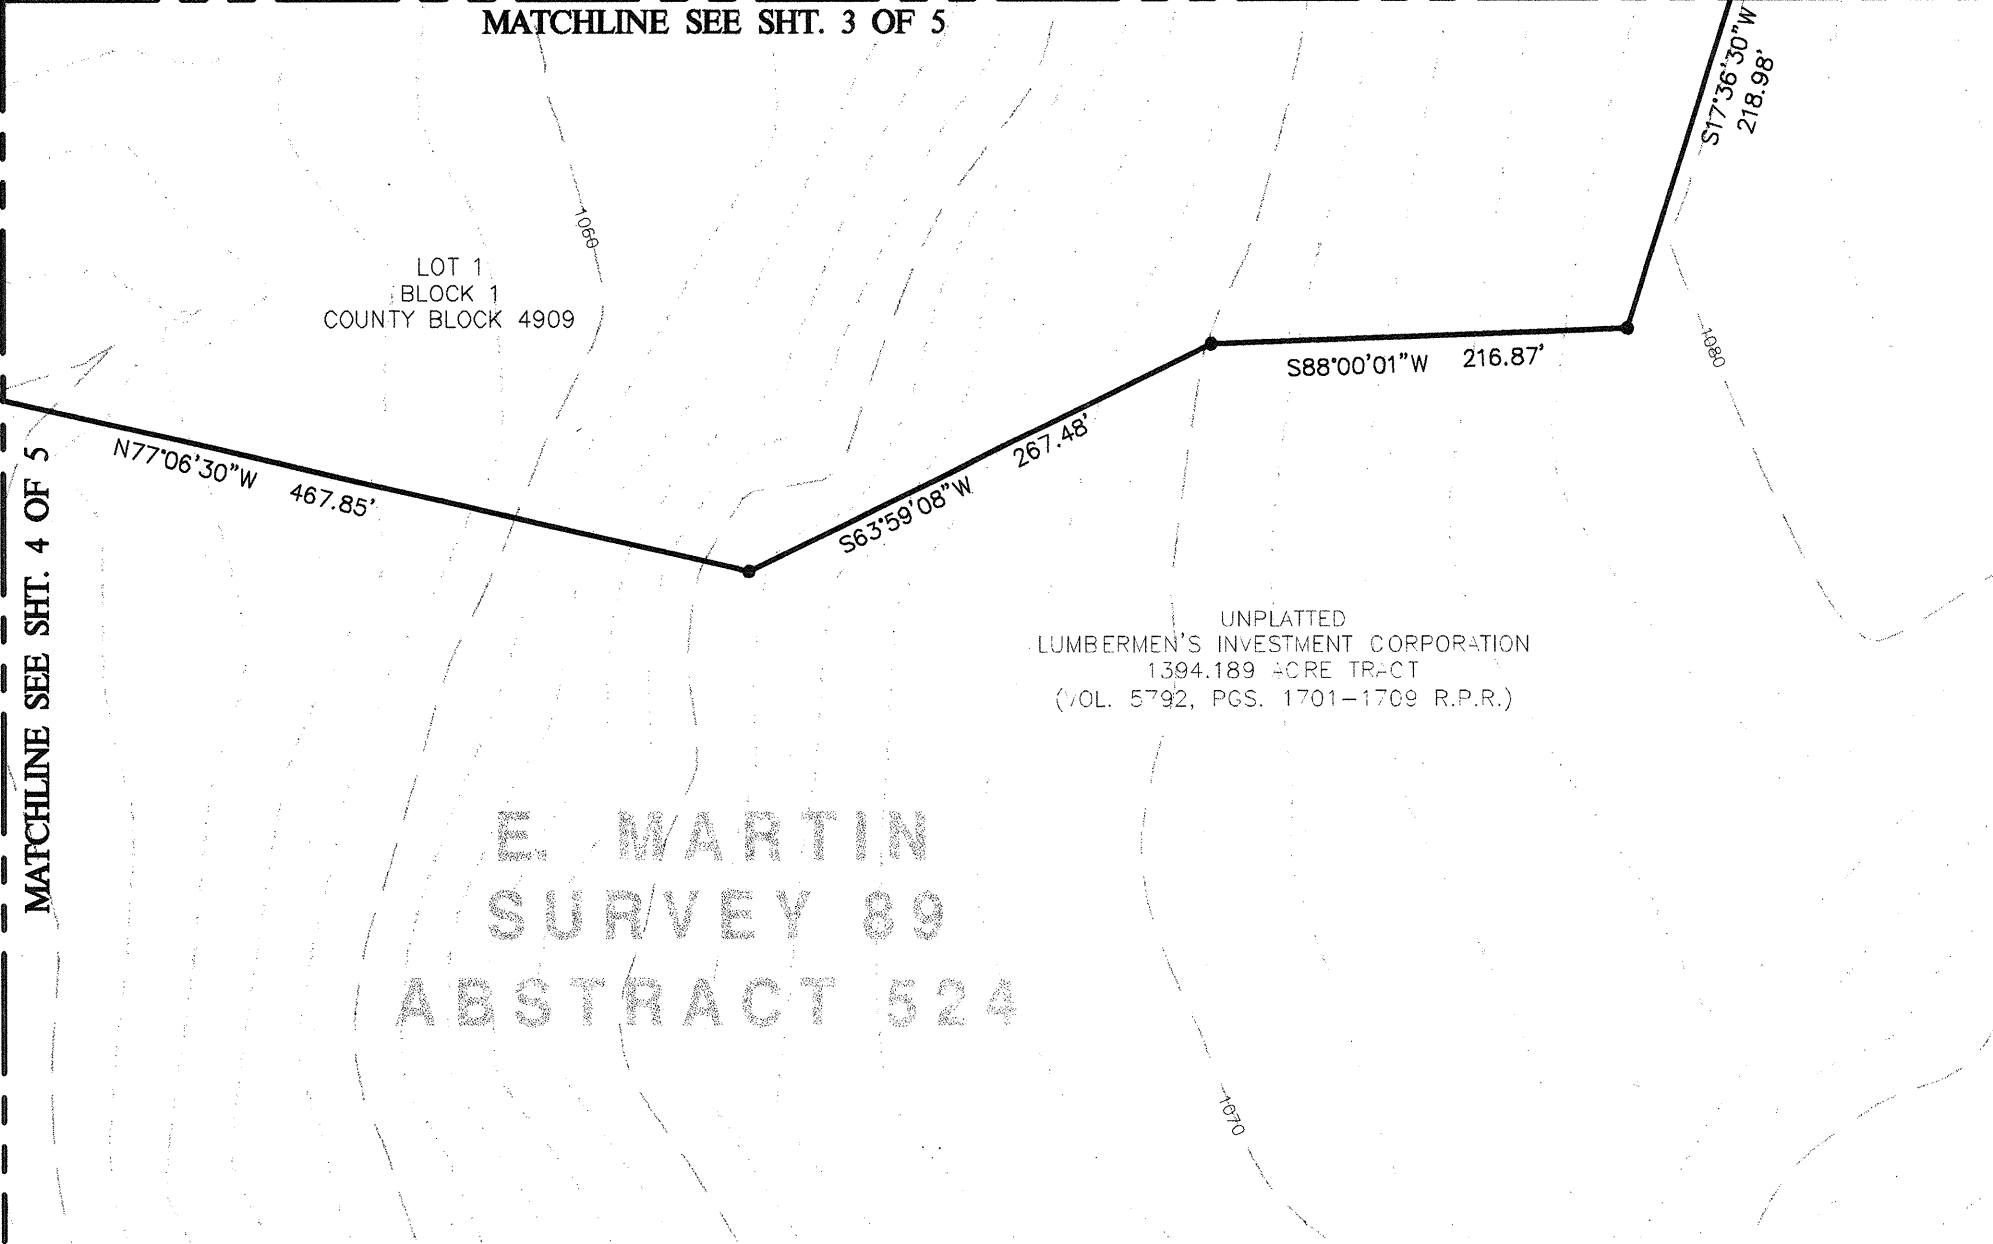 MATCHLINE SEE SHT. 3 OF 5
S17°36'30"W
218.98'
1060
LOT 1
BLOCK 1
COUNTY BLOCK 4909
1080
S88°00'01"W 216.87'
267.48'
S63°59'08"W
N77°06'30"W 467.85'
MATCHLINE SEE SHT. 4 OF 5
UNPLATTED
LUMBERMEN'S INVESTMENT CORPORATION
1394.189 ACRE TRACT
(VOL. 5792, PGS. 1701-1709 R.P.R.)
E. MARTIN
SURVEY 89
ABSTRACT 524
1070